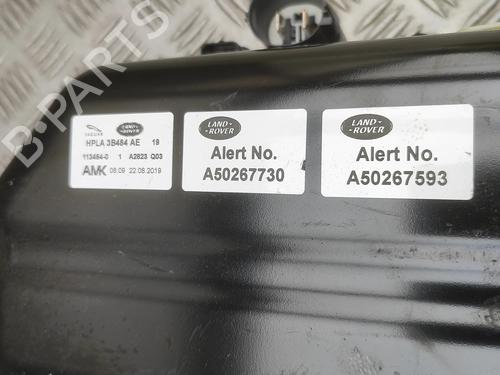 B-PARTS
JAGUAR
LAND-ROVER
HPLA 3B484 AE 19
113484-0 1 A2823 Q03
AMK 08:09 22.08.2019
LAND-ROVER
Alert No.
A50267730
LAND-ROVER
Alert No.
A50267593